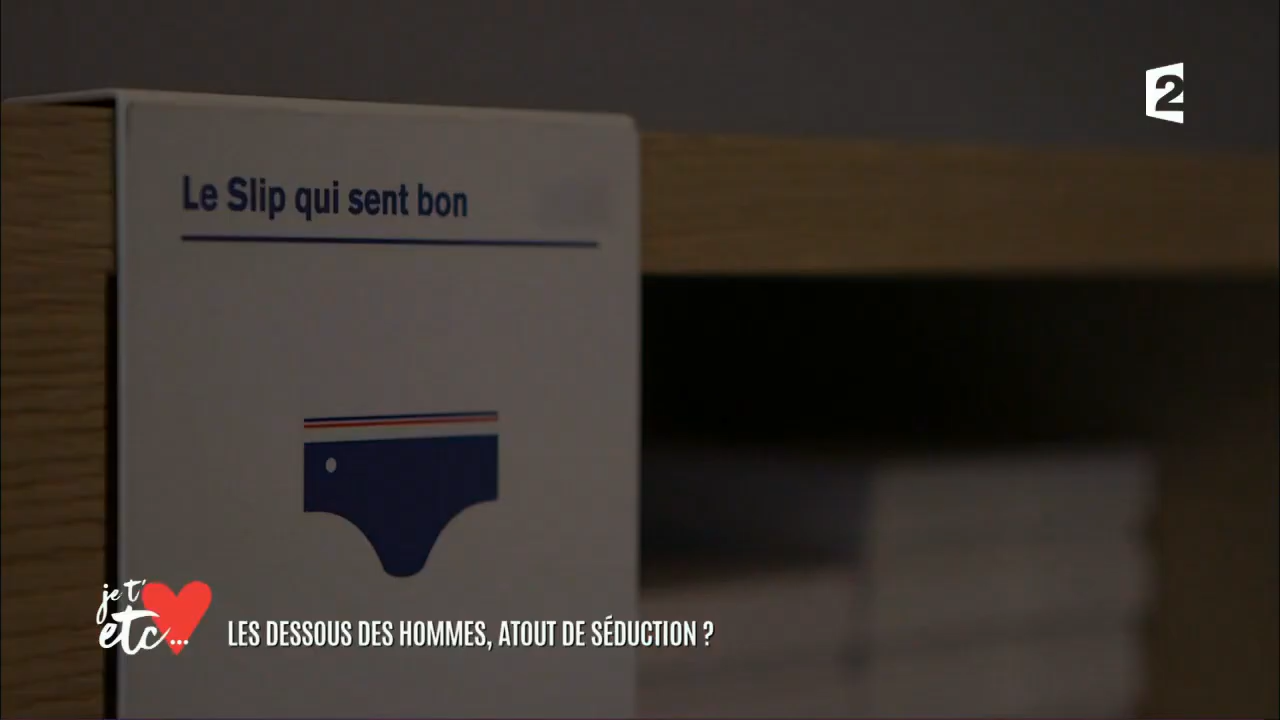 2
Le Slip qui sent bon
je t'
etc...
LES DESSOUS DES HOMMES, ATOUT DE SÉDUCTION ?